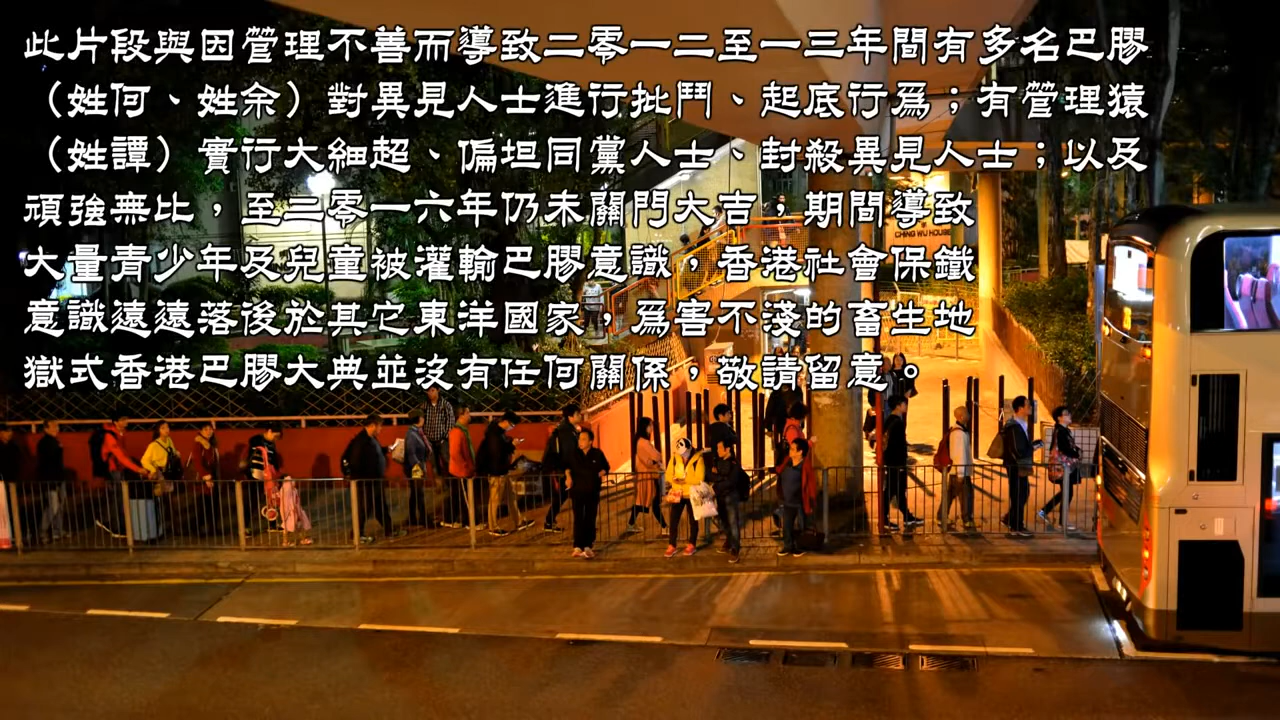 此片段與因管理不善而導致二零一二至一三年間有多名巴膠
（姓何、姓余）對異見人士進行批鬥、起底行為；有管理猿
（姓譚）實行大細超、偏坦同黨人士、封殺異見人士；以及
頑強無比，至二零一六年仍未關門大吉，期間導致
大量青少年及兒童被灌輸巴膠意識，香港社會保鐵
意識遠遠落後於其它東洋國家，為害不淺的畜生地
獄式香港巴膠大典並沒有任何關係，敬請留意。
CHING WU HOUSE